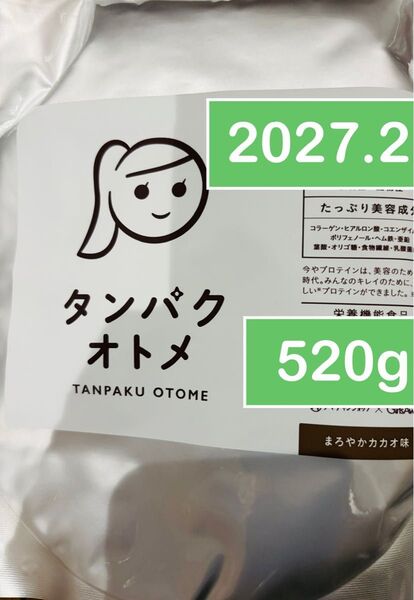 2027.2
たっぷり美容成分
コラーゲン・ヒアルロン酸・コエンザイム
ポリフェノール・ヘム鉄・亜鉛
葉酸・オリゴ糖・食物繊維・乳酸菌
今やプロテインは、美容のため
時代。みんなのキレイのために、
しい*プロテインができました。
栄養機能食品
タンパク
オトメ
TANPAKU OTOME
520g
まろやかカカオ味